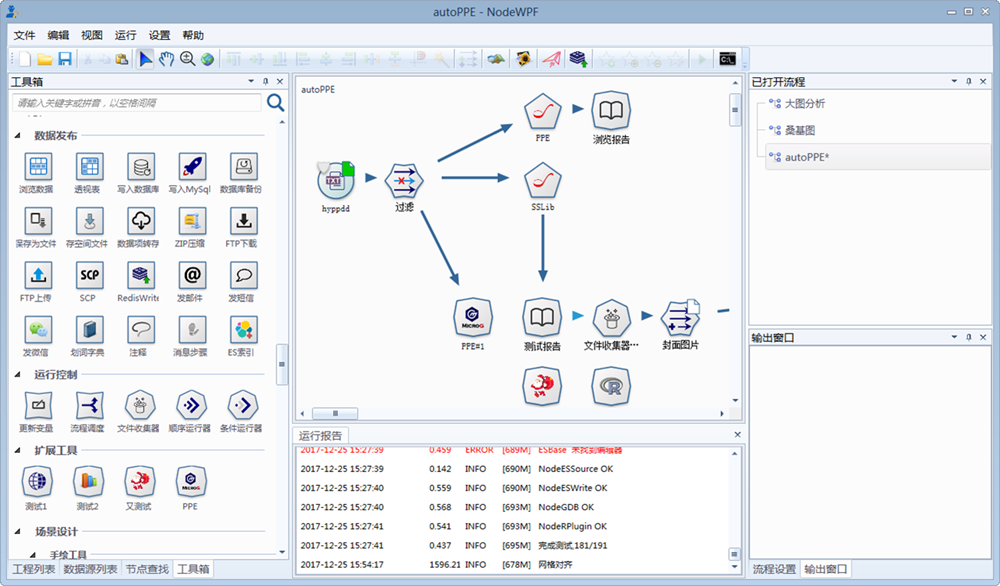 autoPPE - NodeWPF
文件 编辑 视图 运行 设置 帮助
工具箱
请输入关键字或拼音，以空格间隔
数据发布
浏览数据 透视表 写入数据库 写入MySql 数据库备份
保存为文件 存空间文件 数据项转存 ZIP压缩 FTP下载
FTP上传 SCP RedisWrite 发邮件 发短信
发微信 划词字典 注释 消息步骤 ES索引
运行控制
更新变量 流程调度 文件收集器 顺序运行器 条件运行器
扩展工具
测试1 测试2 又测试 PPE
场景设计
手绘工具
工程列表 数据源列表 节点查找 工具箱
autoPPE
PPE 浏览报告
TXT
hyppdd 过滤 SSLib
MICROG
PPE#1 测试报告 文件收集器… 封面图片
运行报告
2017-12-25 15:27:39 0.459 ERROR [689M] ESBase 未找到编辑器
2017-12-25 15:27:39 0.142 INFO [690M] NodeESSource OK
2017-12-25 15:27:40 0.559 INFO [690M] NodeESWrite OK
2017-12-25 15:27:40 0.568 INFO [693M] NodeGDB OK
2017-12-25 15:27:41 0.541 INFO [693M] NodeRPlugin OK
2017-12-25 15:27:41 0.437 INFO [695M] 完成测试,181/191
2017-12-25 15:54:17 1596.21 INFO [678M] 网格对齐
已打开流程
大图分析
桑基图
autoPPE*
输出窗口
流程设置 输出窗口